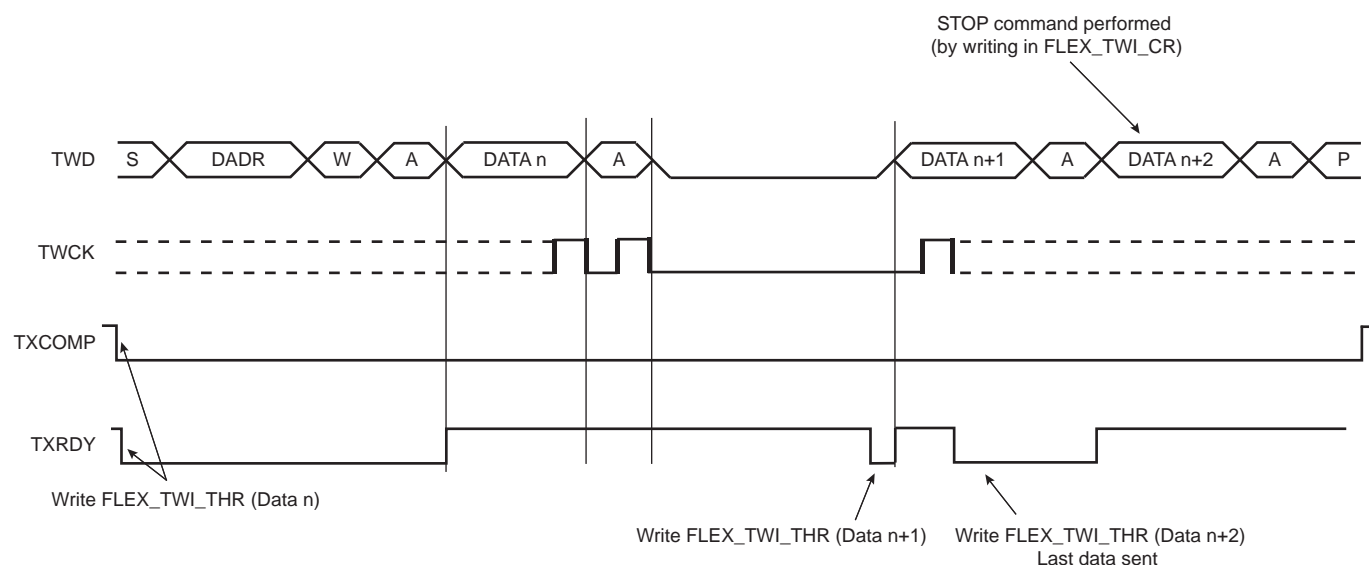 STOP command performed
(by writing in FLEX_TWI_CR)
TWD
S
DADR
W
A
DATA n
A
DATA n+1
A
DATA n+2
A
P
TWCK
TXCOMP
TXRDY
Write FLEX_TWI_THR (Data n)
Write FLEX_TWI_THR (Data n+1)
Write FLEX_TWI_THR (Data n+2)
Last data sent